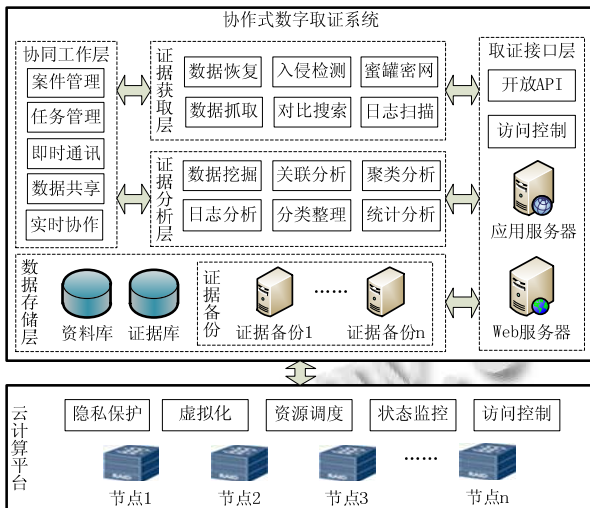 协作式数字取证系统
协同工作层
案件管理
任务管理
即时通讯
数据共享
实时协作
证据获取层
数据恢复
入侵检测
蜜罐密网
数据抓取
对比搜索
日志扫描
证据分析层
数据挖掘
关联分析
聚类分析
日志分析
分类整理
统计分析
取证接口层
开放API
访问控制
应用服务器
Web服务器
数据存储层
资料库
证据库
证据备份
证据备份1
……
证据备份n
云计算平台
隐私保护
虚拟化
资源调度
状态监控
访问控制
节点1
节点2
节点3
……
节点n